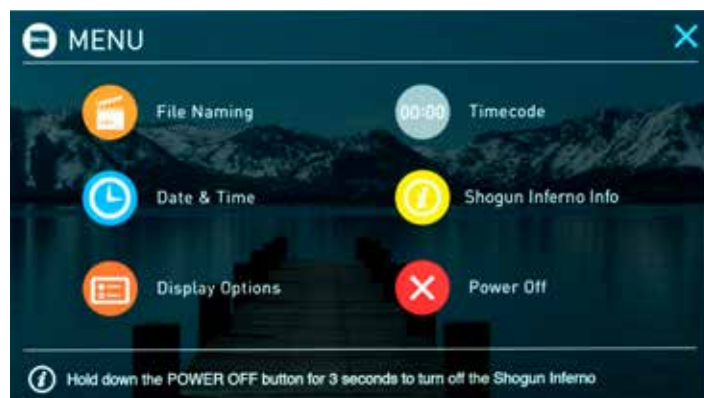 MENU
File Naming
00:00 Timecode
Date & Time
Shogun Inferno Info
Display Options
Power Off
Hold down the POWER OFF button for 3 seconds to turn off the Shogun Inferno